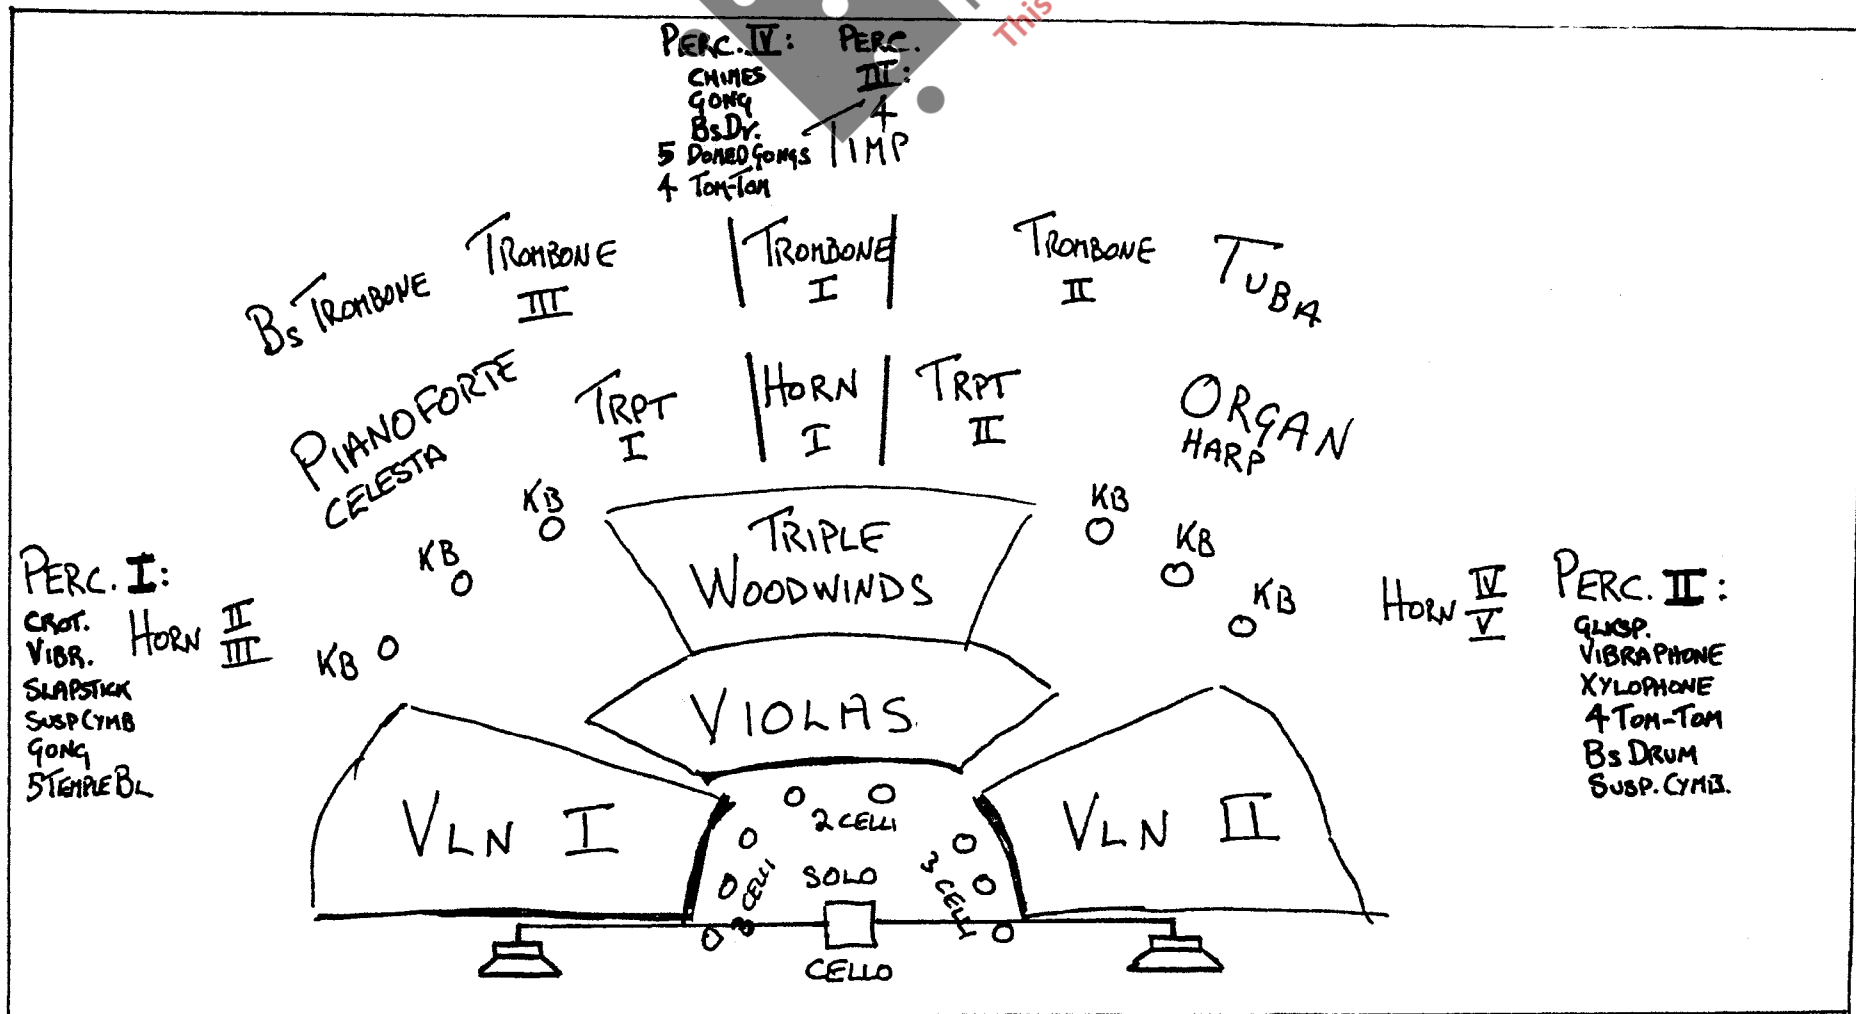 This
PERC. IV:
CHIMES
GONG
BsDr.
5 DOMED GONGS
4 TOM-TOM
PERC.
III:
4
TIMP
Bs TROMBONE
TROMBONE
III
TROMBONE
I
TROMBONE
II
TUBA
PIANOFORTE
CELESTA
TRPT
I
HORN
I
TRPT
II
ORGAN
HARP
KB
KB
KB
TRIPLE
WOODWINDS
KB
KB
KB
PERC. I:
CROT.
VIBR.
SLAPSTICK
SUSP CYMB
GONG
5 TEMPLE BL
HORN II
III
HORN IV
V
PERC. II:
GLKSP.
VIBRAPHONE
XYLOPHONE
4 TOM-TOM
Bs DRUM
SUSP. CYMB.
VIOLAS
VLN I
2 CELLI
3 CELLI
SOLO
CELLO
3 CELLI
VLN II